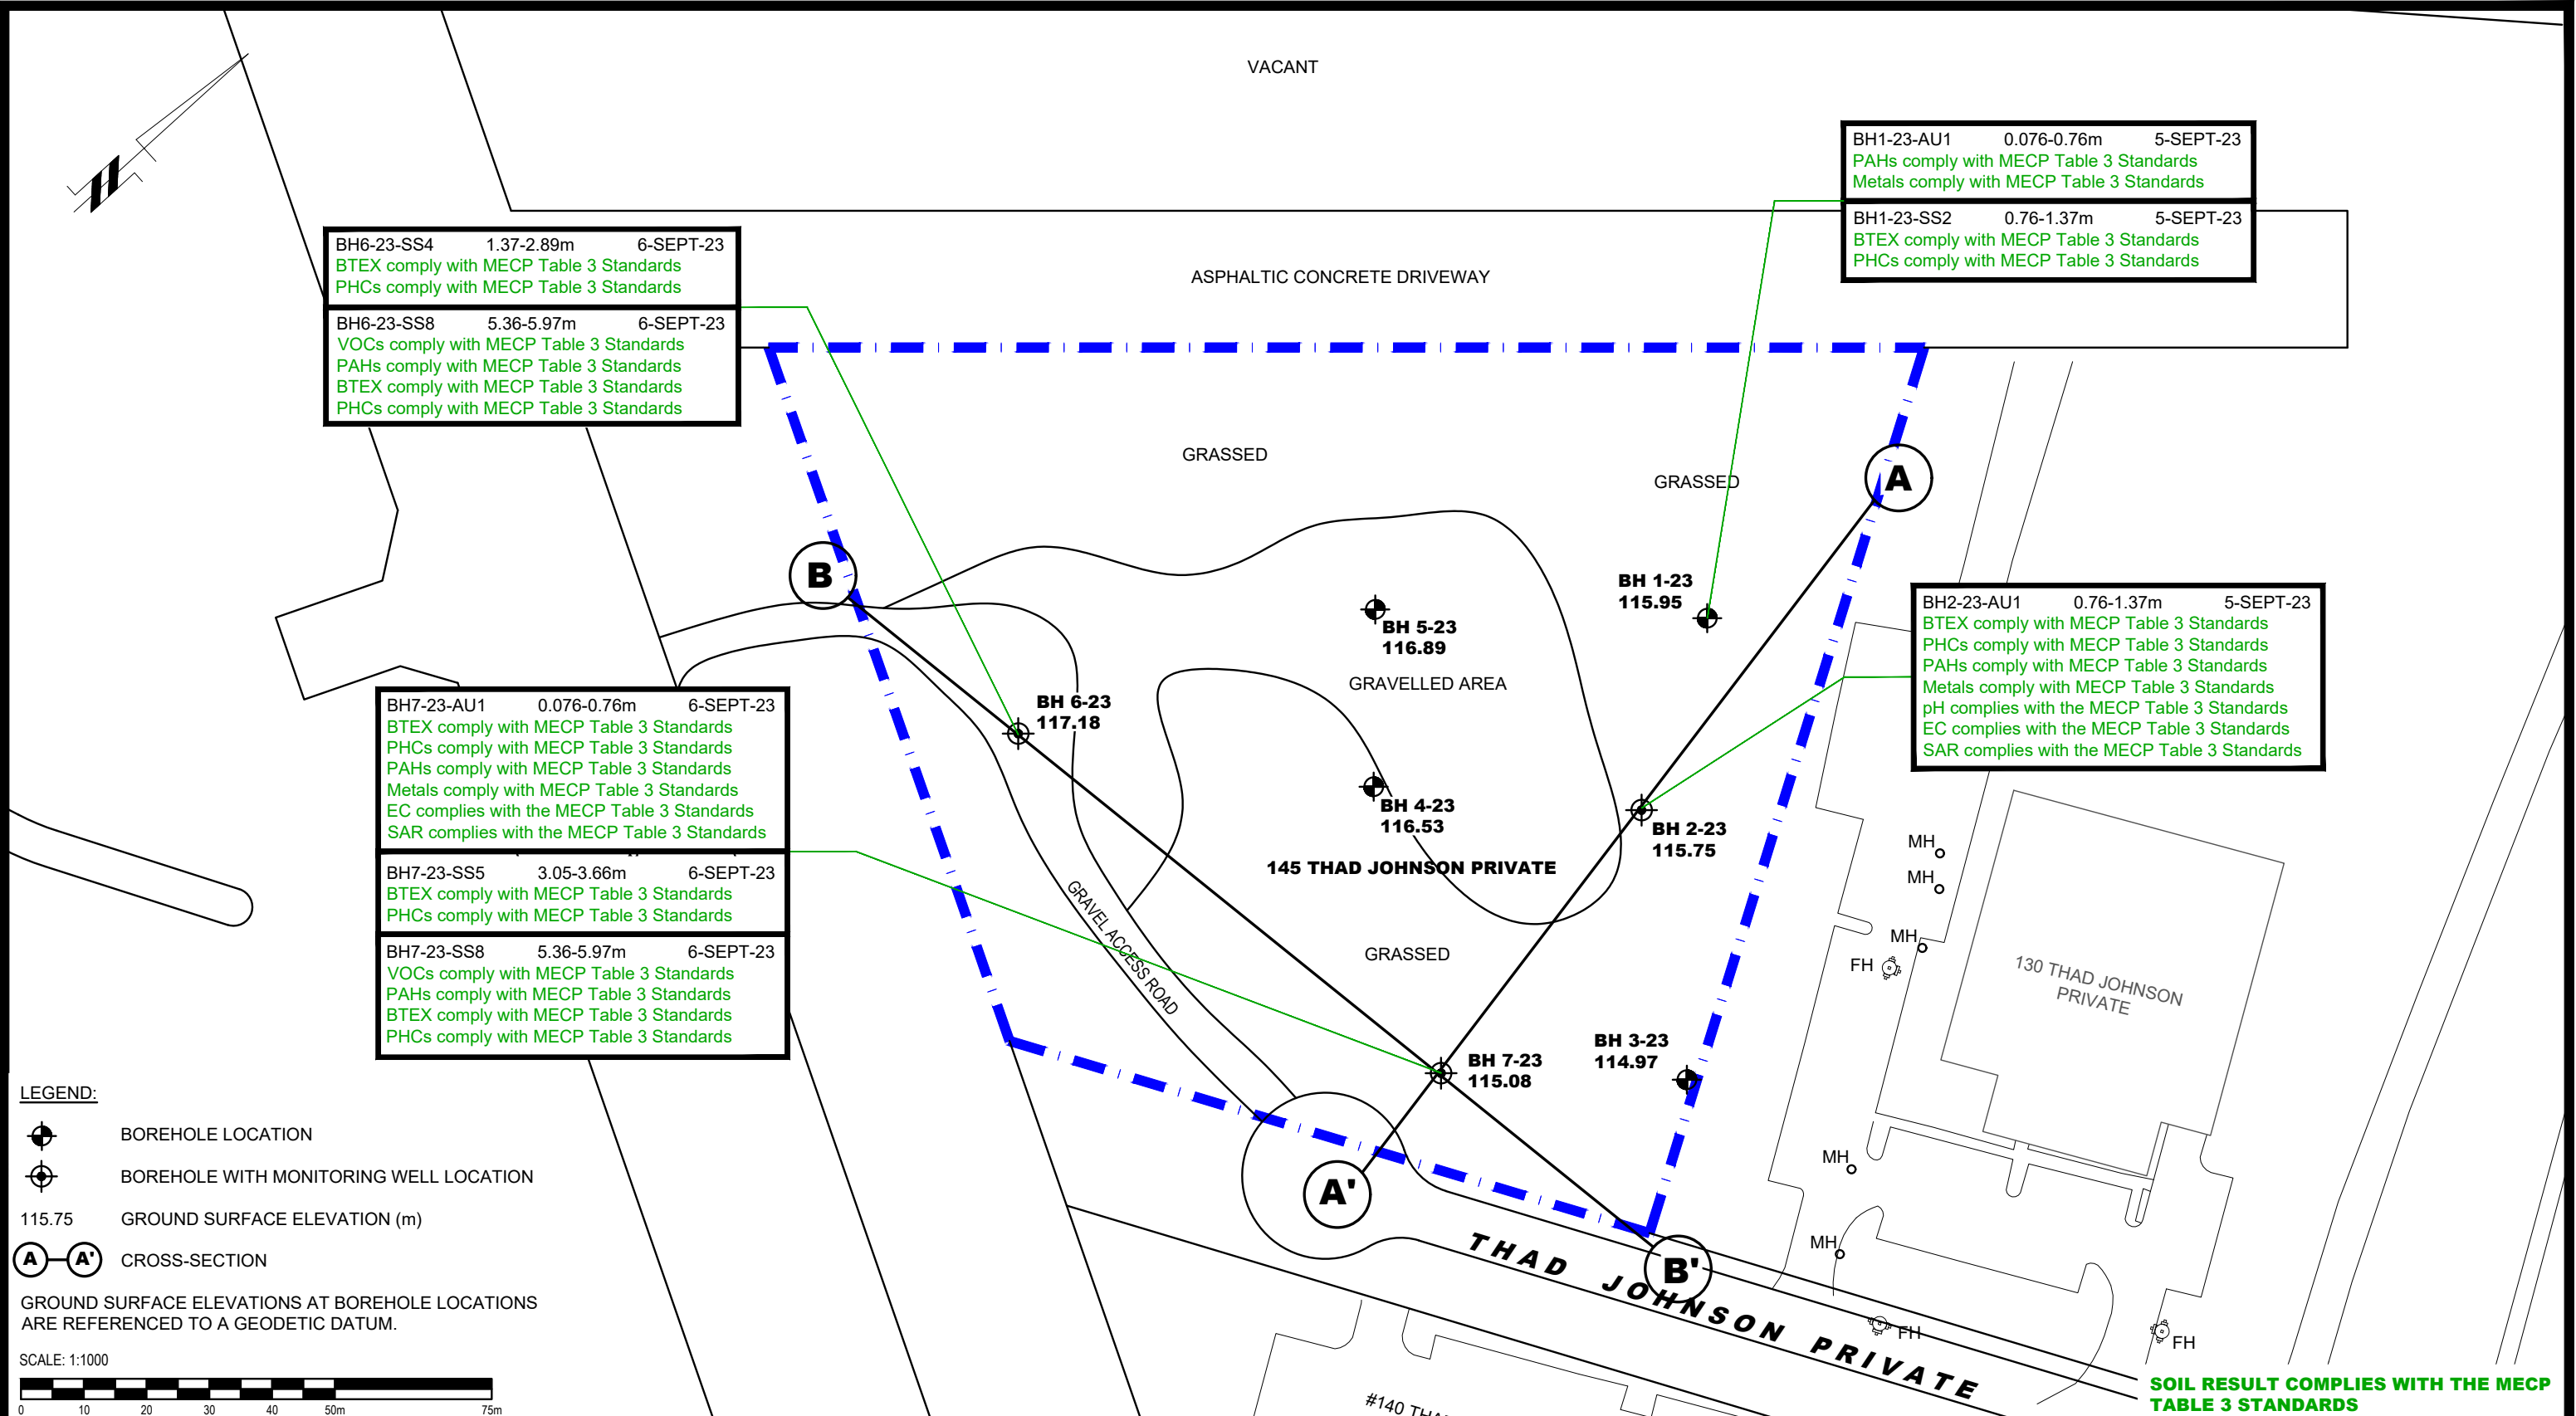 VACANT
BH1-23-AU1 0.076-0.76m 5-SEPT-23
PAHs comply with MECP Table 3 Standards
Metals comply with MECP Table 3 Standards
BH1-23-SS2 0.76-1.37m 5-SEPT-23
BTEX comply with MECP Table 3 Standards
PHCs comply with MECP Table 3 Standards
BH6-23-SS4 1.37-2.89m 6-SEPT-23
BTEX comply with MECP Table 3 Standards
PHCs comply with MECP Table 3 Standards
BH6-23-SS8 5.36-5.97m 6-SEPT-23
VOCs comply with MECP Table 3 Standards
PAHs comply with MECP Table 3 Standards
BTEX comply with MECP Table 3 Standards
PHCs comply with MECP Table 3 Standards
ASPHALTIC CONCRETE DRIVEWAY
GRASSED
GRASSED
A
B
BH 1-23
115.95
BH 5-23
116.89
GRAVELLED AREA
BH2-23-AU1 0.76-1.37m 5-SEPT-23
BTEX comply with MECP Table 3 Standards
PHCs comply with MECP Table 3 Standards
PAHs comply with MECP Table 3 Standards
Metals comply with MECP Table 3 Standards
pH complies with the MECP Table 3 Standards
EC complies with the MECP Table 3 Standards
SAR complies with the MECP Table 3 Standards
BH 6-23
117.18
BH7-23-AU1 0.076-0.76m 6-SEPT-23
BTEX comply with MECP Table 3 Standards
PHCs comply with MECP Table 3 Standards
PAHs comply with MECP Table 3 Standards
Metals comply with MECP Table 3 Standards
EC complies with the MECP Table 3 Standards
SAR complies with the MECP Table 3 Standards
BH7-23-SS5 3.05-3.66m 6-SEPT-23
BTEX comply with MECP Table 3 Standards
PHCs comply with MECP Table 3 Standards
BH7-23-SS8 5.36-5.97m 6-SEPT-23
VOCs comply with MECP Table 3 Standards
PAHs comply with MECP Table 3 Standards
BTEX comply with MECP Table 3 Standards
PHCs comply with MECP Table 3 Standards
BH 4-23
116.53
BH 2-23
115.75
145 THAD JOHNSON PRIVATE
GRAVEL ACCESS ROAD
GRASSED
MH
MH
MH
FH
130 THAD JOHNSON
PRIVATE
BH 3-23
114.97
BH 7-23
115.08
MH
A'
MH
B'
THAD JOHNSON PRIVATE
FH
FH
#140
LEGEND:
BOREHOLE LOCATION
BOREHOLE WITH MONITORING WELL LOCATION
115.75 GROUND SURFACE ELEVATION (m)
A A' CROSS-SECTION
GROUND SURFACE ELEVATIONS AT BOREHOLE LOCATIONS
ARE REFERENCED TO A GEODETIC DATUM.
SCALE: 1:1000
0 10 20 30 40 50m 75m
SOIL RESULT COMPLIES WITH THE MECP
TABLE 3 STANDARDS